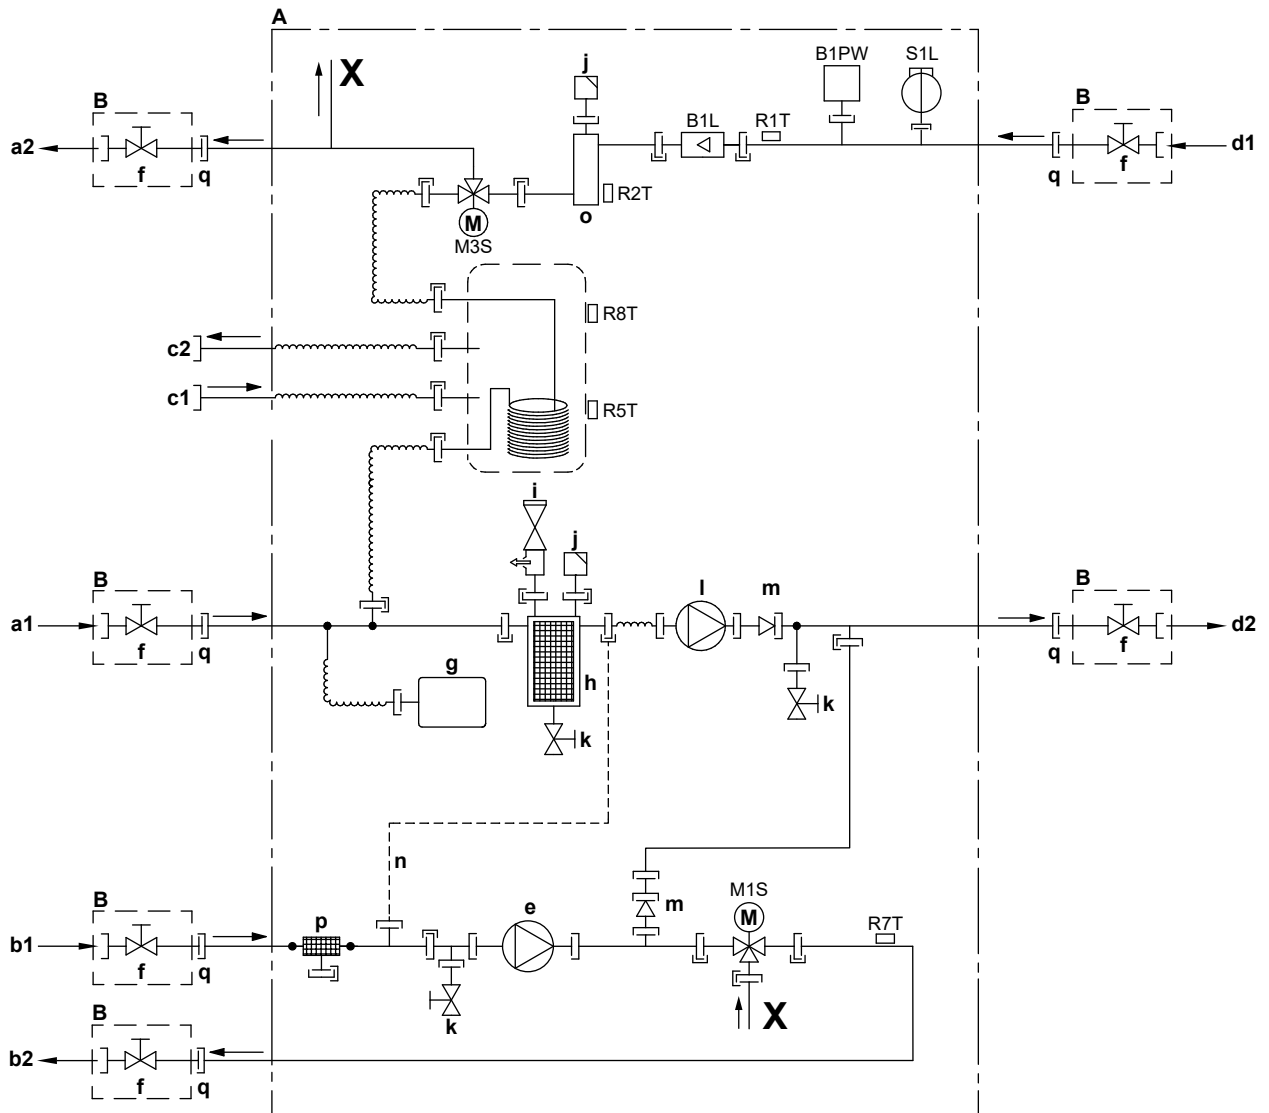 A
X
j
B1PW
S1L
B
B
B1L
R1T
a2
d1
f
q
q
f
R2T
o
M
M3S
R8T
c2
c1
R5T
i
j
B
l
m
B
a1
d2
f
q
q
f
g
h
k
k
n
M1S
B
p
e
m
M
R7T
b1
f
q
k
X
B
b2
f
q